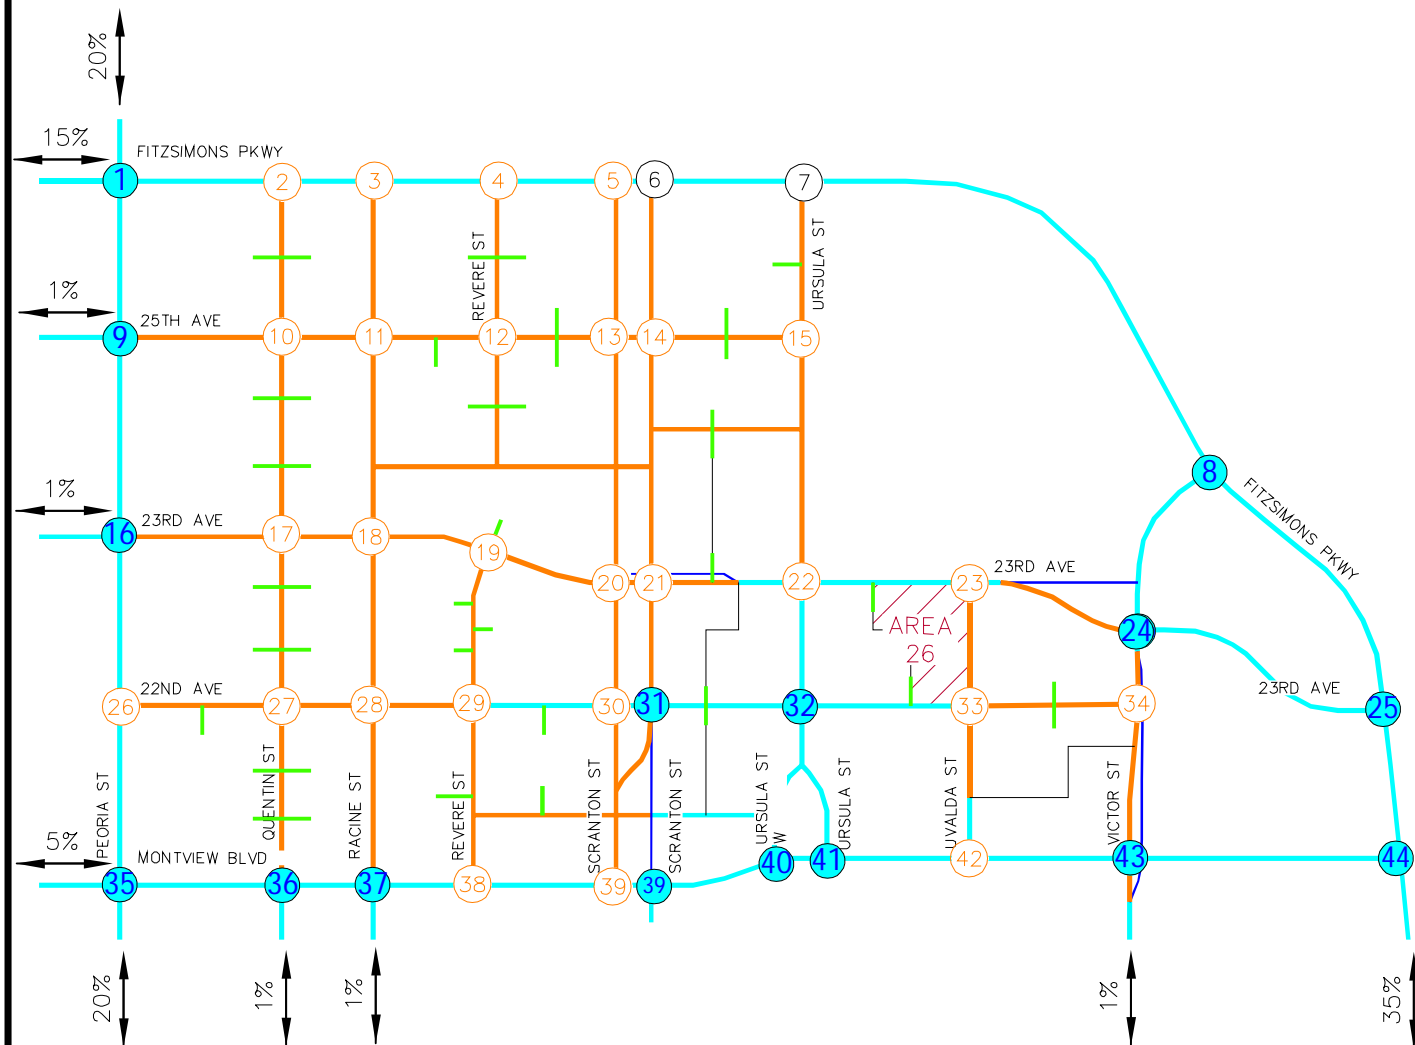 20%
15%
FITZSIMONS PKWY
1
2
3
4
5
6
7
REVERE ST
URSULA ST
1%
25TH AVE
9
10
11
12
13
14
15
8
FITZSIMONS PKWY
1%
23RD AVE
16
17
18
19
20
21
22
23
23RD AVE
24
AREA
26
22ND AVE
26
27
28
29
30
31
32
33
34
23RD AVE
25
PEORIA ST
QUENTIN ST
RACINE ST
REVERE ST
SCRANTON ST
SCRANTON ST
URSULA ST
W
URSULA ST
UVALDA ST
VICTOR ST
5%
MONTVIEW BLVD
35
36
37
38
39
39
40
41
42
43
44
20%
1%
1%
1%
35%